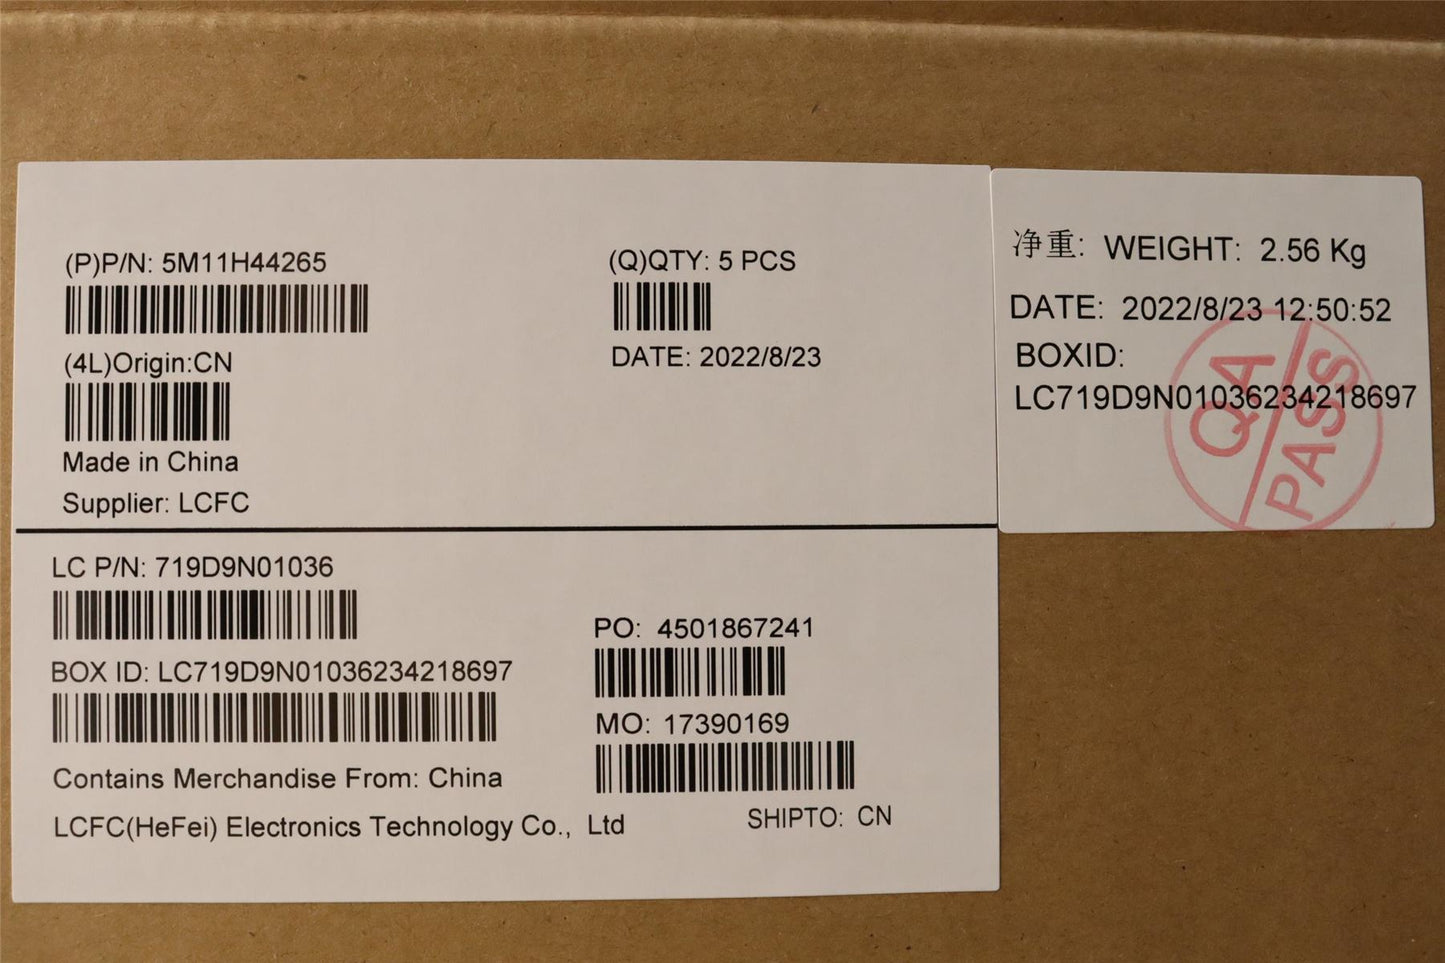 (P)P/N: 5M11H44265
(Q)QTY: 5 PCS
(4L)Origin:CN
DATE: 2022/8/23
Made in China
Supplier: LCFC
LC P/N: 719D9N01036
PO: 4501867241
BOX ID: LC719D9N01036234218697
MO: 17390169
Contains Merchandise From: China
LCFC(HeFei) Electronics Technology Co., Ltd
SHIPTO: CN
净重: WEIGHT: 2.56 Kg
DATE: 2022/8/23 12:50:52
BOXID:
LC719D9N01036234218697
QA
PASS